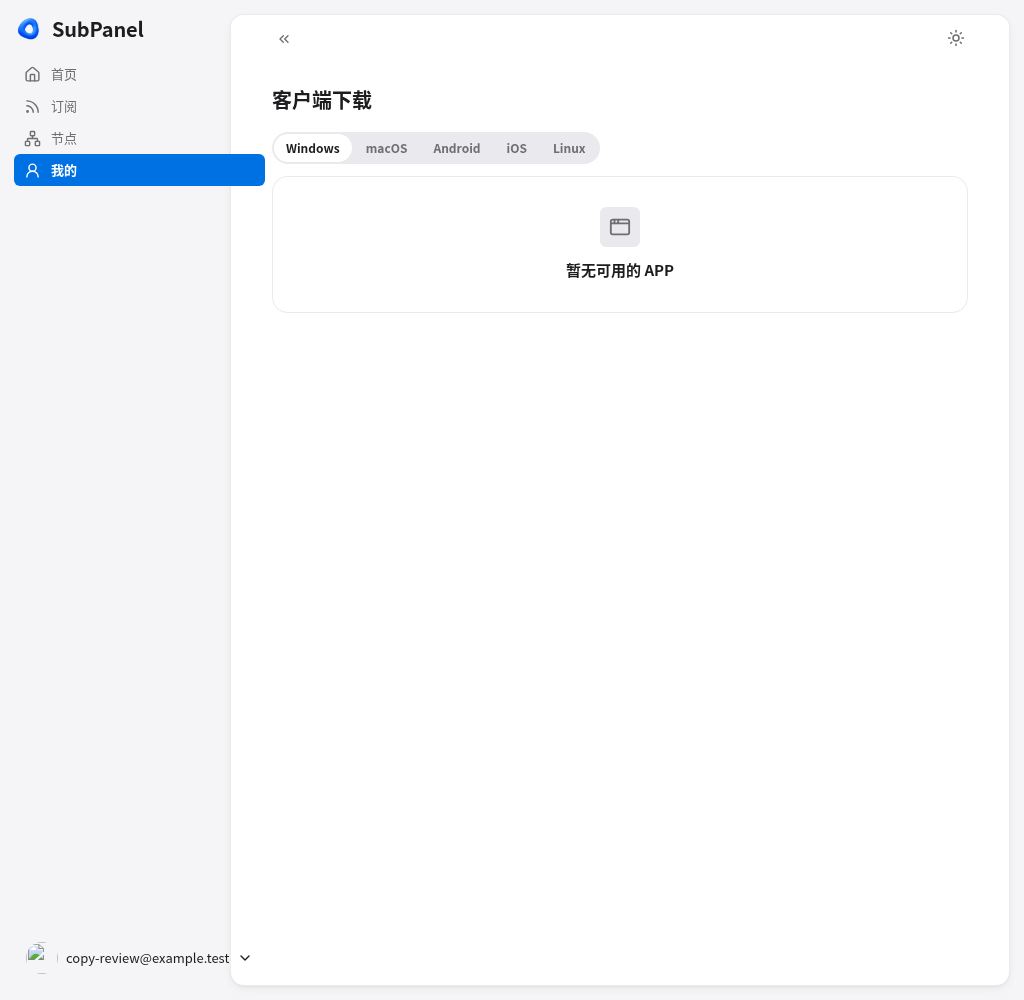 SubPanel
首页
订阅
节点
我的
客户端下载
Windows macOS Android iOS Linux
暂无可用的 APP
copy-review@example.test